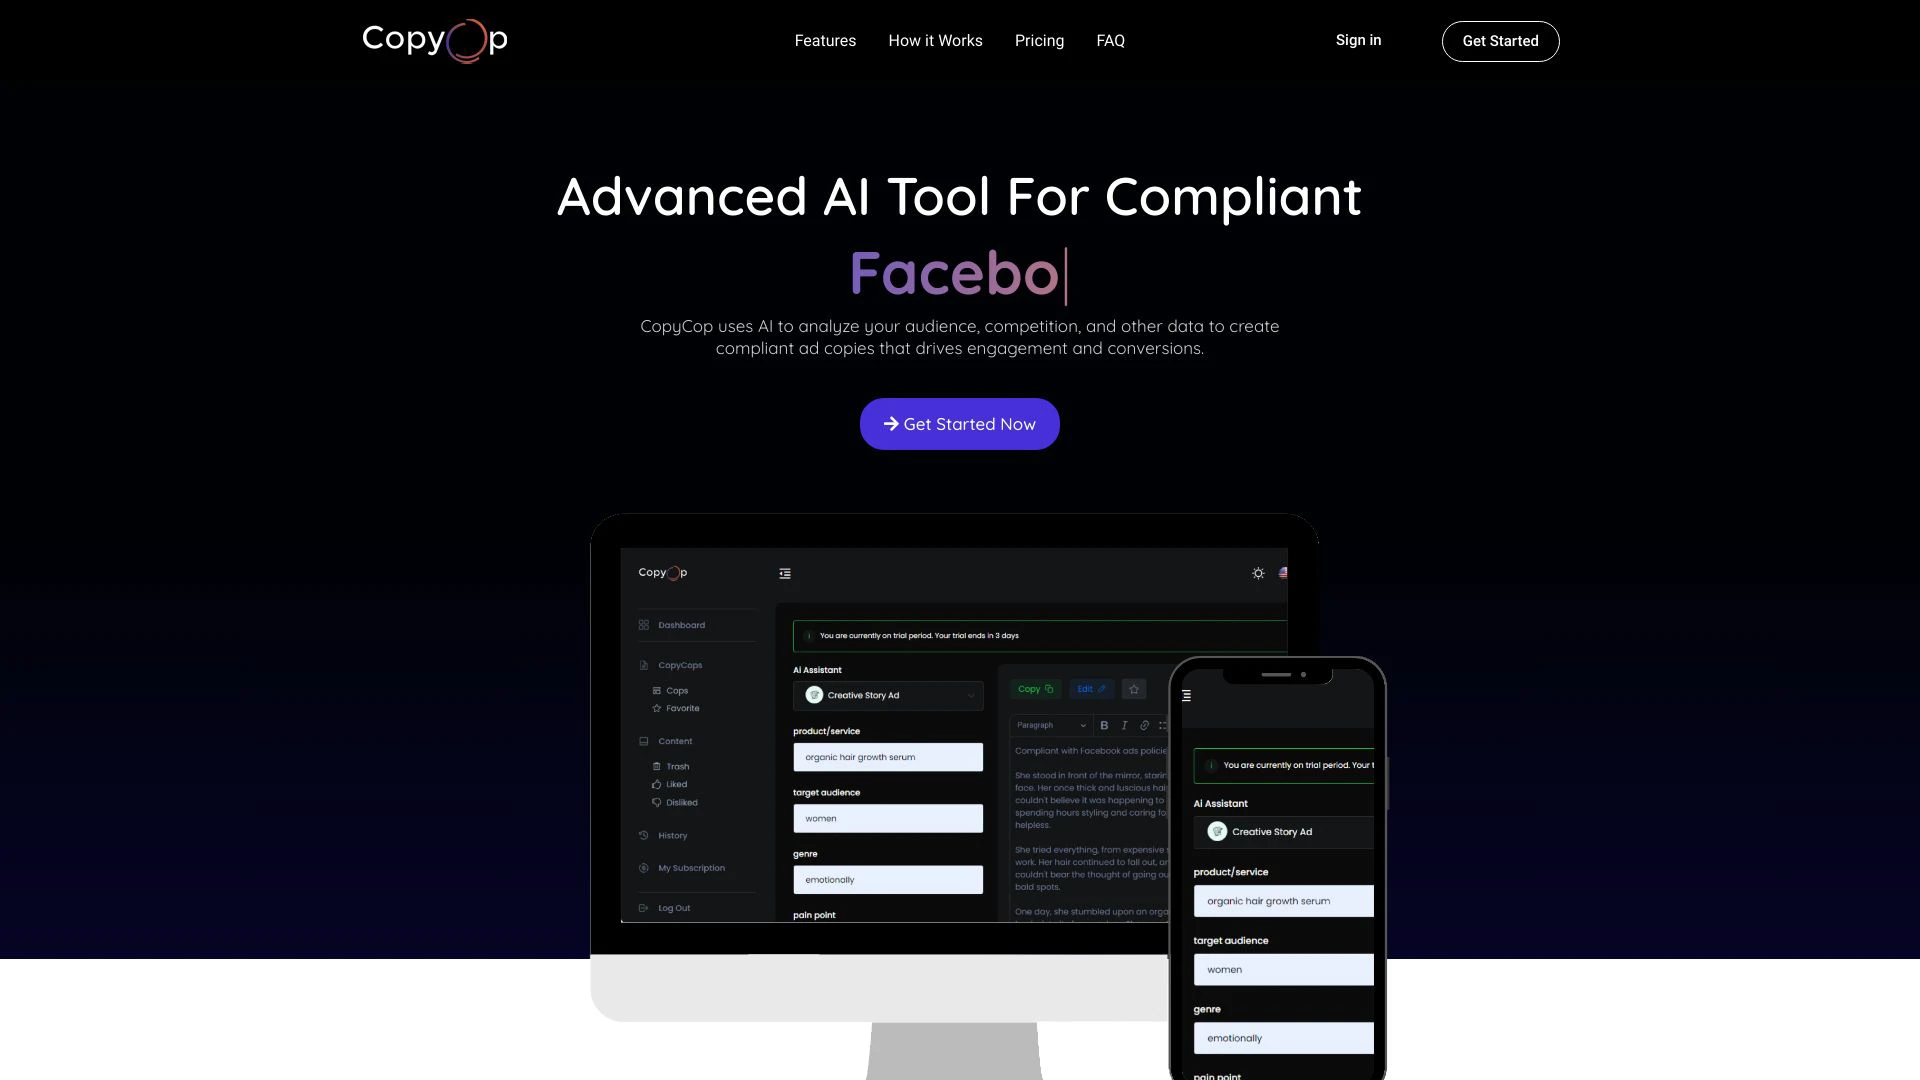 CopyCop
Features
How it Works
Pricing
FAQ
Sign in
Get Started
Advanced AI Tool For Compliant
Facebo
CopyCop uses AI to analyze your audience, competition, and other data to create
compliant ad copies that drives engagement and conversions.
Get Started Now
CopyCop
Dashboard
CopyCops
Cops
Favorite
Content
Trash
Liked
Disliked
History
My Subscription
Log Out
You are currently on trial period. Your trial ends in 3 days
Ai Assistant
Creative Story Ad
product/service
organic hair growth serum
target audience
women
genre
emotionally
pain point
Copy
Edit
Paragraph
B
I
Compliant with Facebook ads policie
She stood in front of the mirror, starin
face. Her once thick and luscious hai
couldn't believe it was happening to
spending hours styling and caring fo
helpless.
She tried everything, from expensive s
work. Her hair continued to fall out, an
couldn't bear the thought of going ou
bald spots.
One day, she stumbled upon an orga
You are currently on trial period. Your t
Ai Assistant
Creative Story Ad
product/service
organic hair growth serum
target audience
women
genre
emotionally
pain point